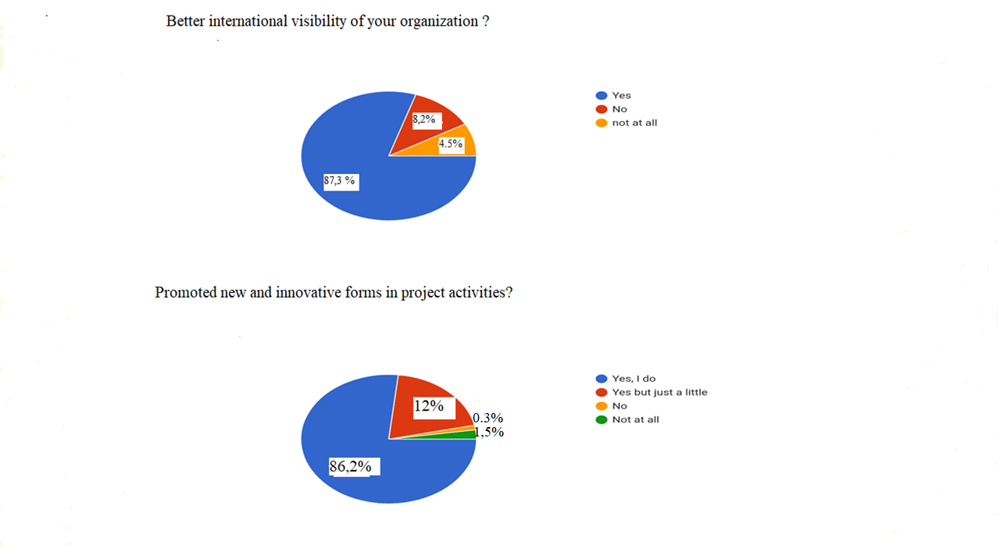 Better international visibility of your organization ?
Yes
No
not at all
8,2%
4.5%
87,3 %
Promoted new and innovative forms in project activities?
Yes, I do
Yes but just a little
No
Not at all
12%
0.3%
1,5%
86,2%